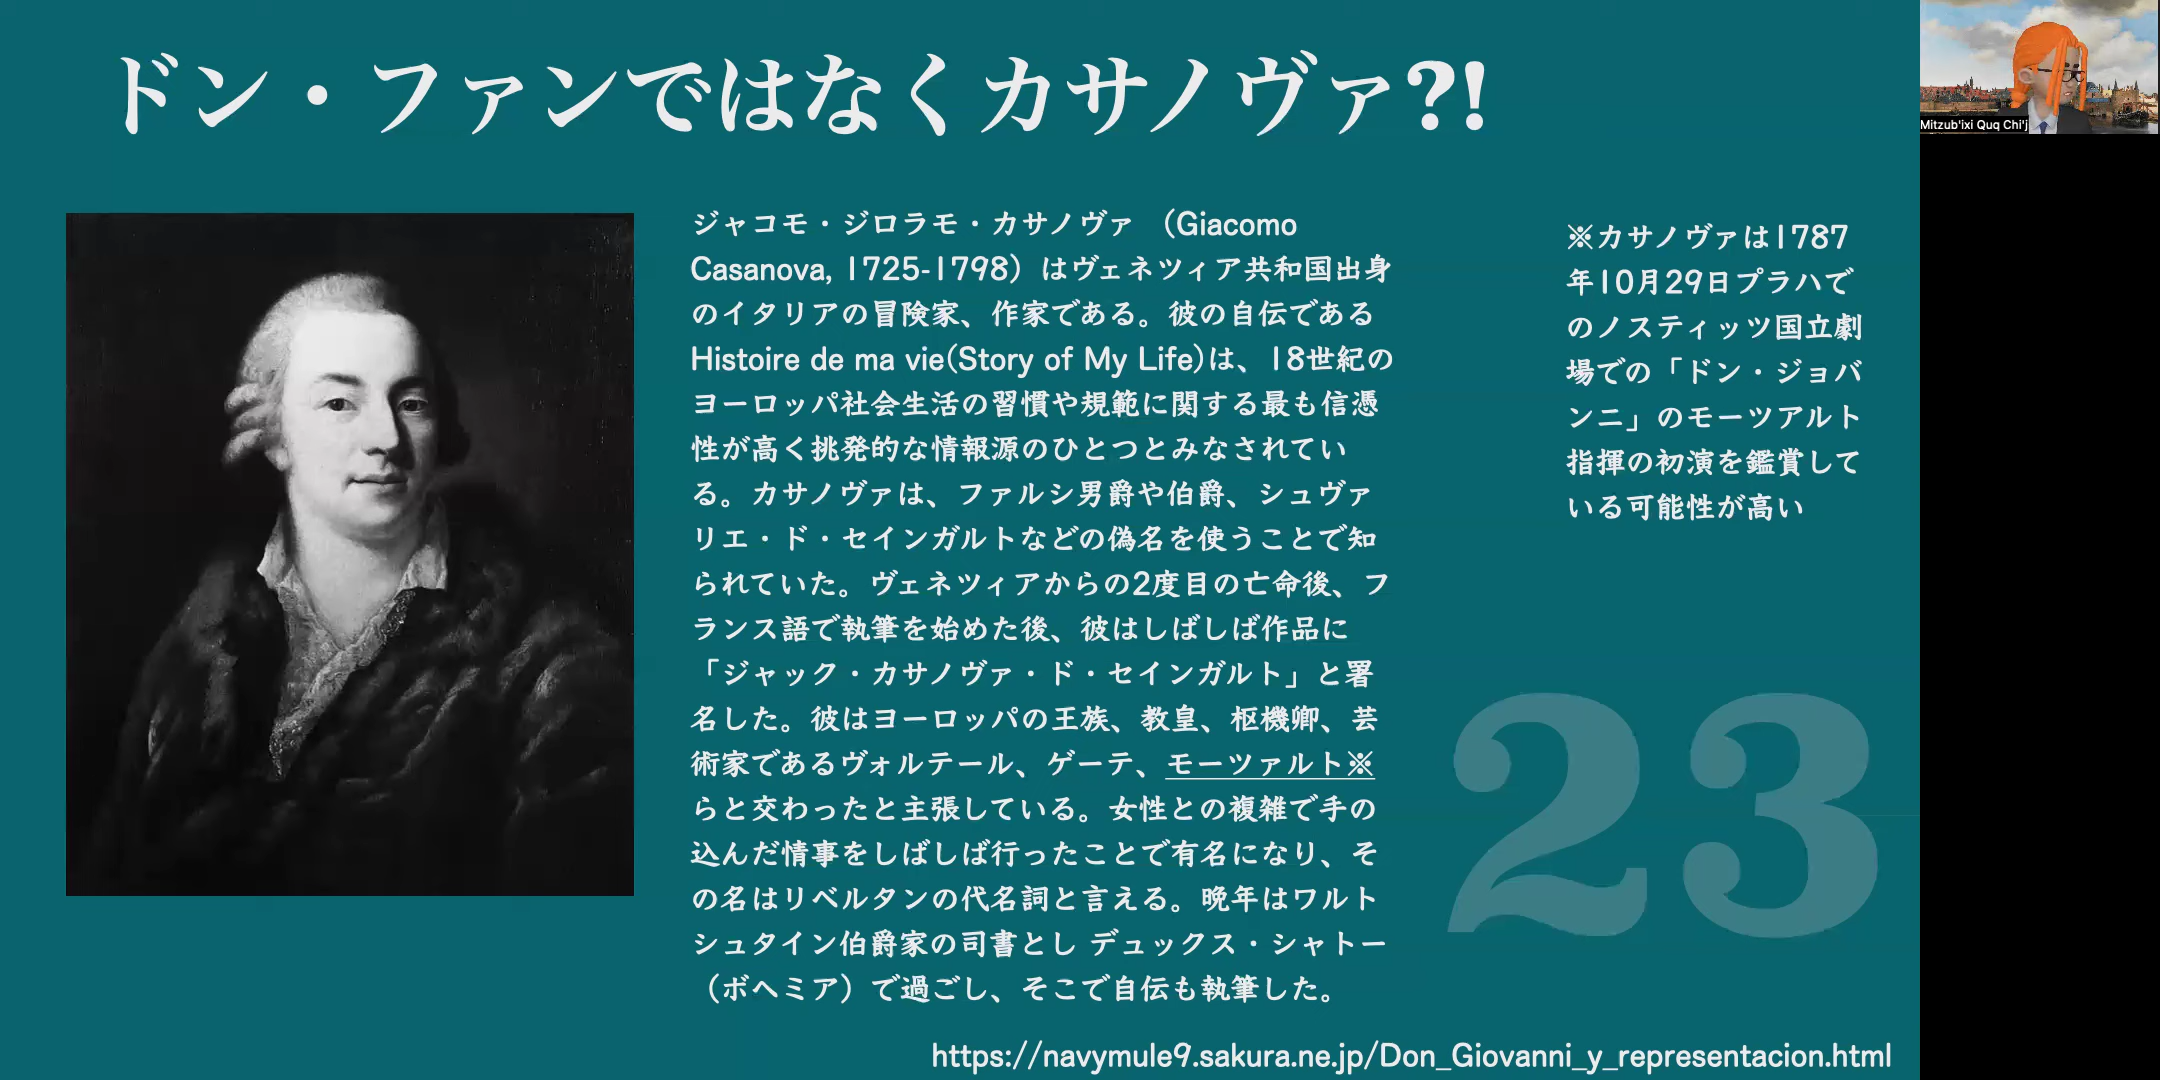 ドン・ファンではなくカサノヴァ?!
ジャコモ・ジロラモ・カサノヴァ （Giacomo
Casanova, 1725-1798）はヴェネツィア共和国出身
のイタリアの冒険家、作家である。彼の自伝である
Histoire de ma vie(Story of My Life)は、18世紀の
ヨーロッパ社会生活の習慣や規範に関する最も信憑
性が高く挑発的な情報源のひとつとみなされてい
る。カサノヴァは、ファルシ男爵や伯爵、シュヴァ
リエ・ド・セインガルトなどの偽名を使うことで知
られていた。ヴェネツィアからの2度目の亡命後、フ
ランス語で執筆を始めた後、彼はしばしば作品に
「ジャック・カサノヴァ・ド・セインガルト」と署
名した。彼はヨーロッパの王族、教皇、枢機卿、芸
術家であるヴォルテール、ゲーテ、モーツァルト※
らと交わったと主張している。女性との複雑で手の
込んだ情事をしばしば行ったことで有名になり、そ
の名はリベルタンの代名詞と言える。晩年はワルト
シュタイン伯爵家の司書とし デュックス・シャトー
（ボヘミア）で過ごし、そこで自伝も執筆した。
※カサノヴァは1787
年10月29日プラハで
のノスティッツ国立劇
場での「ドン・ジョバ
ンニ」のモーツアルト
指揮の初演を鑑賞して
いる可能性が高い
23
https://navymule9.sakura.ne.jp/Don_Giovanni_y_representacion.html
Mitzub'ixi Quq Chi'j